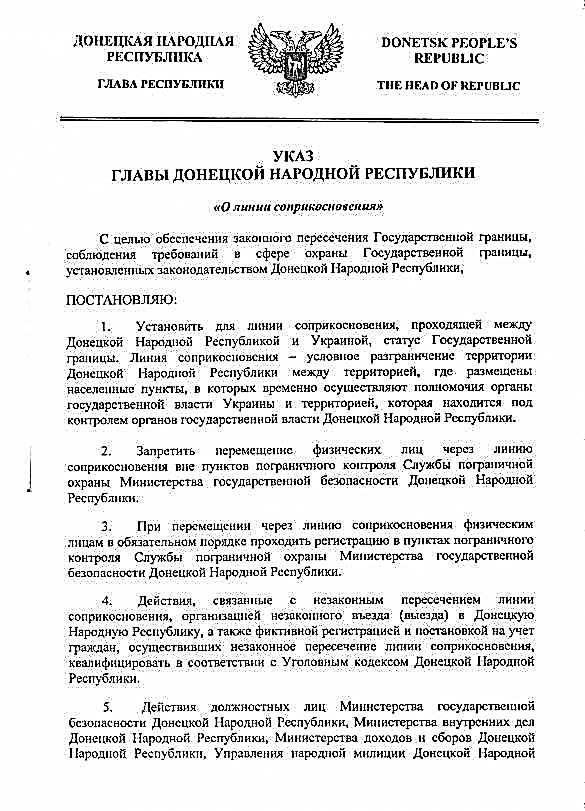 ДОНЕЦКАЯ НАРОДНАЯ
РЕСПУБЛИКА
ГЛАВА РЕСПУБЛИКИ
DONETSK PEOPLE'S
REPUBLIC
THE HEAD OF REPUBLIC
УКАЗ
ГЛАВЫ ДОНЕЦКОЙ НАРОДНОЙ РЕСПУБЛИКИ
«О линии соприкосновения»
С целью обеспечения законного пересечения Государственной границы,
соблюдения требований в сфере охраны Государственной границы,
установленных законодательством Донецкой Народной Республики,
ПОСТАНОВЛЯЮ:
1. Установить для линии соприкосновения, проходящей между
Донецкой Народной Республикой и Украиной, статус Государственной
границы. Линия соприкосновения – условное разграничение территории
Донецкой Народной Республики между территорией, где размещены
населенные пункты, в которых временно осуществляют полномочия органы
государственной власти Украины и территорией, которая находится под
контролем органов государственной власти Донецкой Народной Республики.
2. Запретить перемещение физических лиц через линию
соприкосновения вне пунктов пограничного контроля Службы пограничной
охраны Министерства государственной безопасности Донецкой Народной
Республики.
3. При перемещении через линию соприкосновения физическим
лицам в обязательном порядке проходить регистрацию в пунктах пограничного
контроля Службы пограничной охраны Министерства государственной
безопасности Донецкой Народной Республики.
4. Действия, связанные с незаконным пересечением линии
соприкосновения, организацией незаконного въезда (выезда) в Донецкую
Народную Республику, а также фиктивной регистрацией и постановкой на учет
граждан, осуществивших незаконное пересечение линии соприкосновения,
квалифицировать в соответствии с Уголовным кодексом Донецкой Народной
Республики.
5. Действия должностных лиц Министерства государственной
безопасности Донецкой Народной Республики, Министерства внутренних дел
Донецкой Народной Республики, Министерства доходов и сборов Донецкой
Народной Республики, Управления народной милиции Донецкой Народной